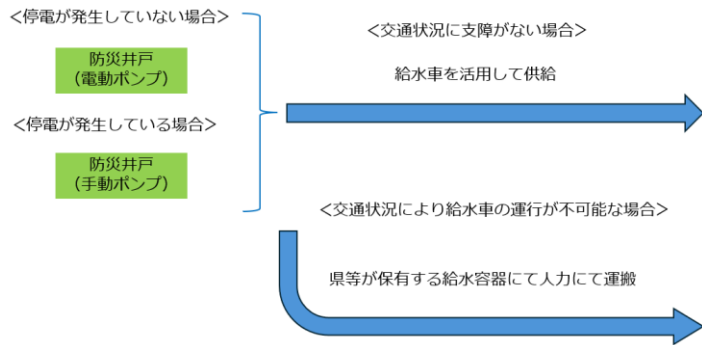 ＜停電が発生していない場合＞
防災井戸
（電動ポンプ）
＜停電が発生している場合＞
防災井戸
（手動ポンプ）
＜交通状況に支障がない場合＞
給水車を活用して供給
＜交通状況により給水車の運行が不可能な場合＞
県等が保有する給水容器にて人力にて運搬